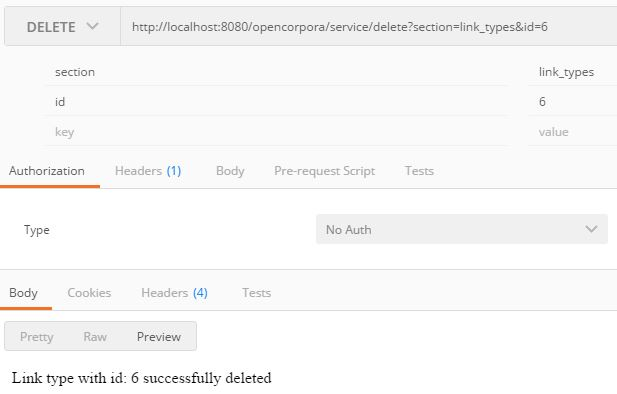 DELETE http://localhost:8080/opencorpora/service/delete?section=link_types&id=6
section link_types
id 6
key value
Authorization Headers (1) Body Pre-request Script Tests
Type No Auth
Body Cookies Headers (4) Tests
Pretty Raw Preview
Link type with id: 6 successfully deleted